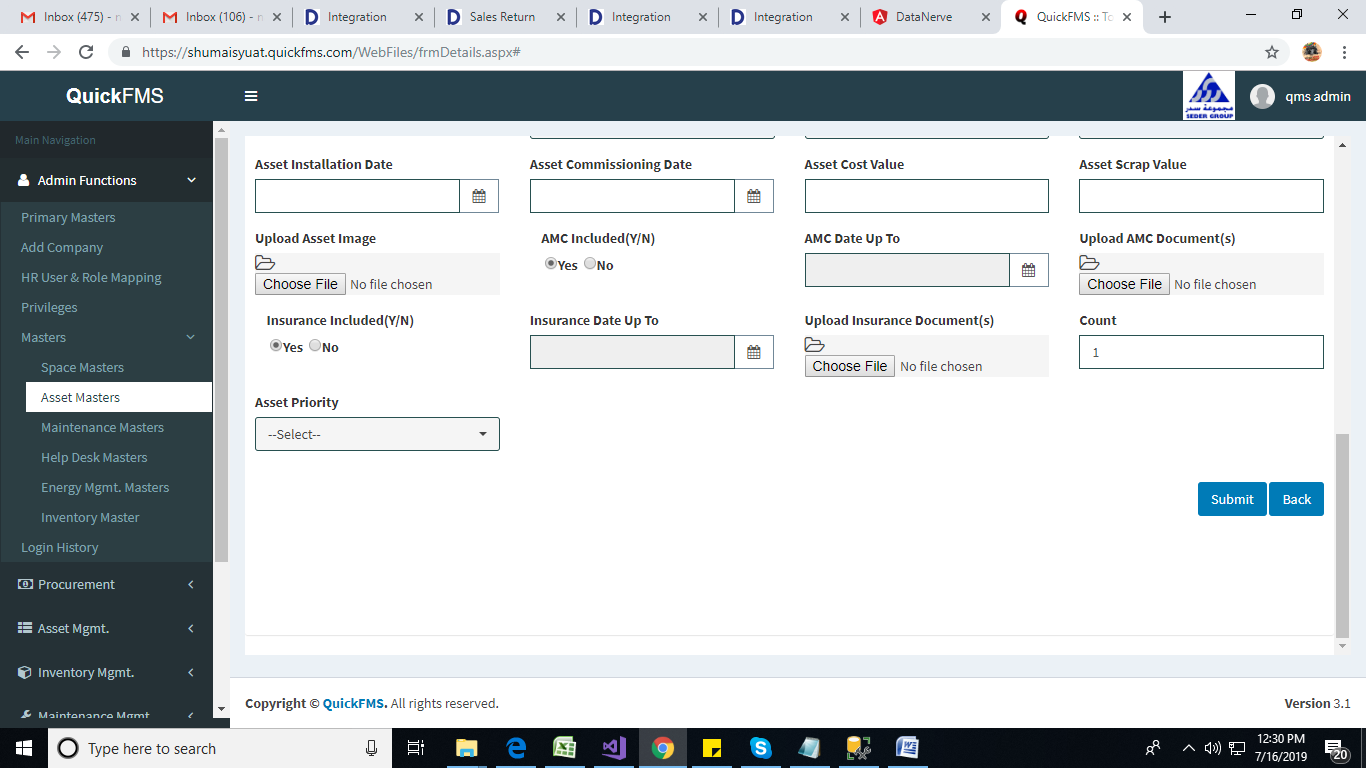 Inbox (475) - n
Inbox (106) - n
Integration
Sales Return
Integration
Integration
DataNerve
QuickFMS :: To
https://shumaisyuat.quickfms.com/WebFiles/frmDetails.aspx#
QuickFMS
مجموعة سدر
SEDER GROUP
qms admin
Main Navigation
Admin Functions
Primary Masters
Add Company
HR User & Role Mapping
Privileges
Masters
Space Masters
Asset Masters
Maintenance Masters
Help Desk Masters
Energy Mgmt. Masters
Inventory Master
Login History
Procurement
Asset Mgmt.
Inventory Mgmt.
Maintenance Mgmt.
Asset Installation Date
Asset Commissioning Date
Asset Cost Value
Asset Scrap Value
Upload Asset Image
Choose File No file chosen
AMC Included(Y/N)
Yes No
AMC Date Up To
Upload AMC Document(s)
Choose File No file chosen
Insurance Included(Y/N)
Yes No
Insurance Date Up To
Upload Insurance Document(s)
Choose File No file chosen
Count
1
Asset Priority
--Select--
Submit Back
Copyright © QuickFMS. All rights reserved.
Version 3.1
Type here to search
12:30 PM
7/16/2019
20